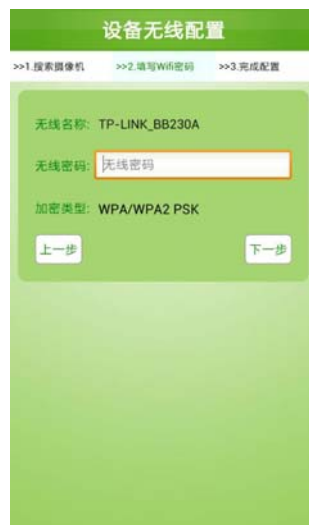 设备无线配置
>>1.搜索摄像机 >>2.填写Wifi密码 >>3.完成配置
无线名称: TP-LINK_BB230A
无线密码: 无线密码
加密类型: WPA/WPA2 PSK
上一步 下一步